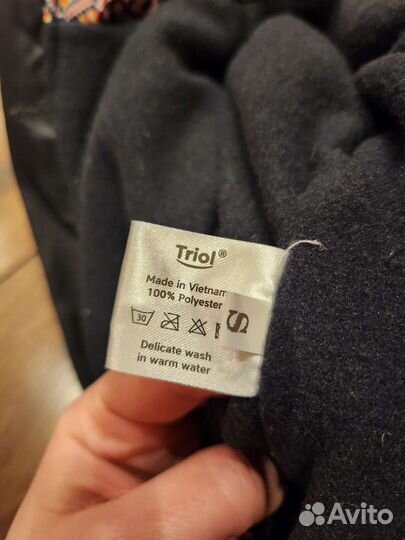 Triol®
Made in Vietnam
100% Polyester
30
S
Delicate wash
in warm water
Avito